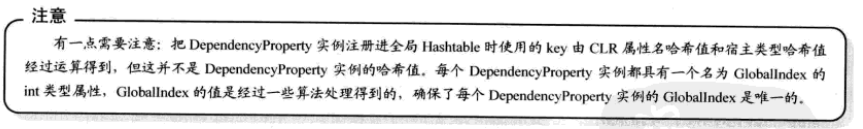 注意
有一点需要注意：把 DependencyProperty 实例注册进全局 Hashtable 时使用的 key 由 CLR 属性名哈希值和宿主类型哈希值
经过运算得到，但这并不是 DependencyProperty 实例的哈希值。每个 DependencyProperty 实例都具有一个名为 GlobalIndex 的
int 类型属性，GlobalIndex 的值是经过一些算法处理得到的，确保了每个 DependencyProperty 实例的 GlobalIndex 是唯一的。